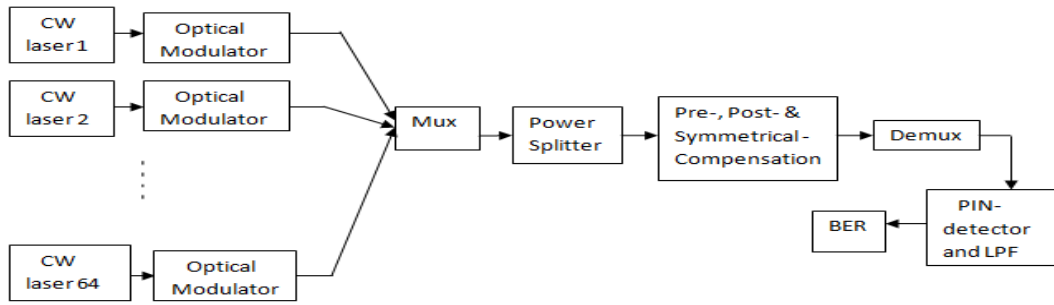 CW
laser 1
Optical
Modulator
CW
laser 2
Optical
Modulator
Mux
Power
Splitter
Pre-, Post- &
Symmetrical-
Compensation
Demux
PIN-
detector
and LPF
BER
CW
laser 64
Optical
Modulator